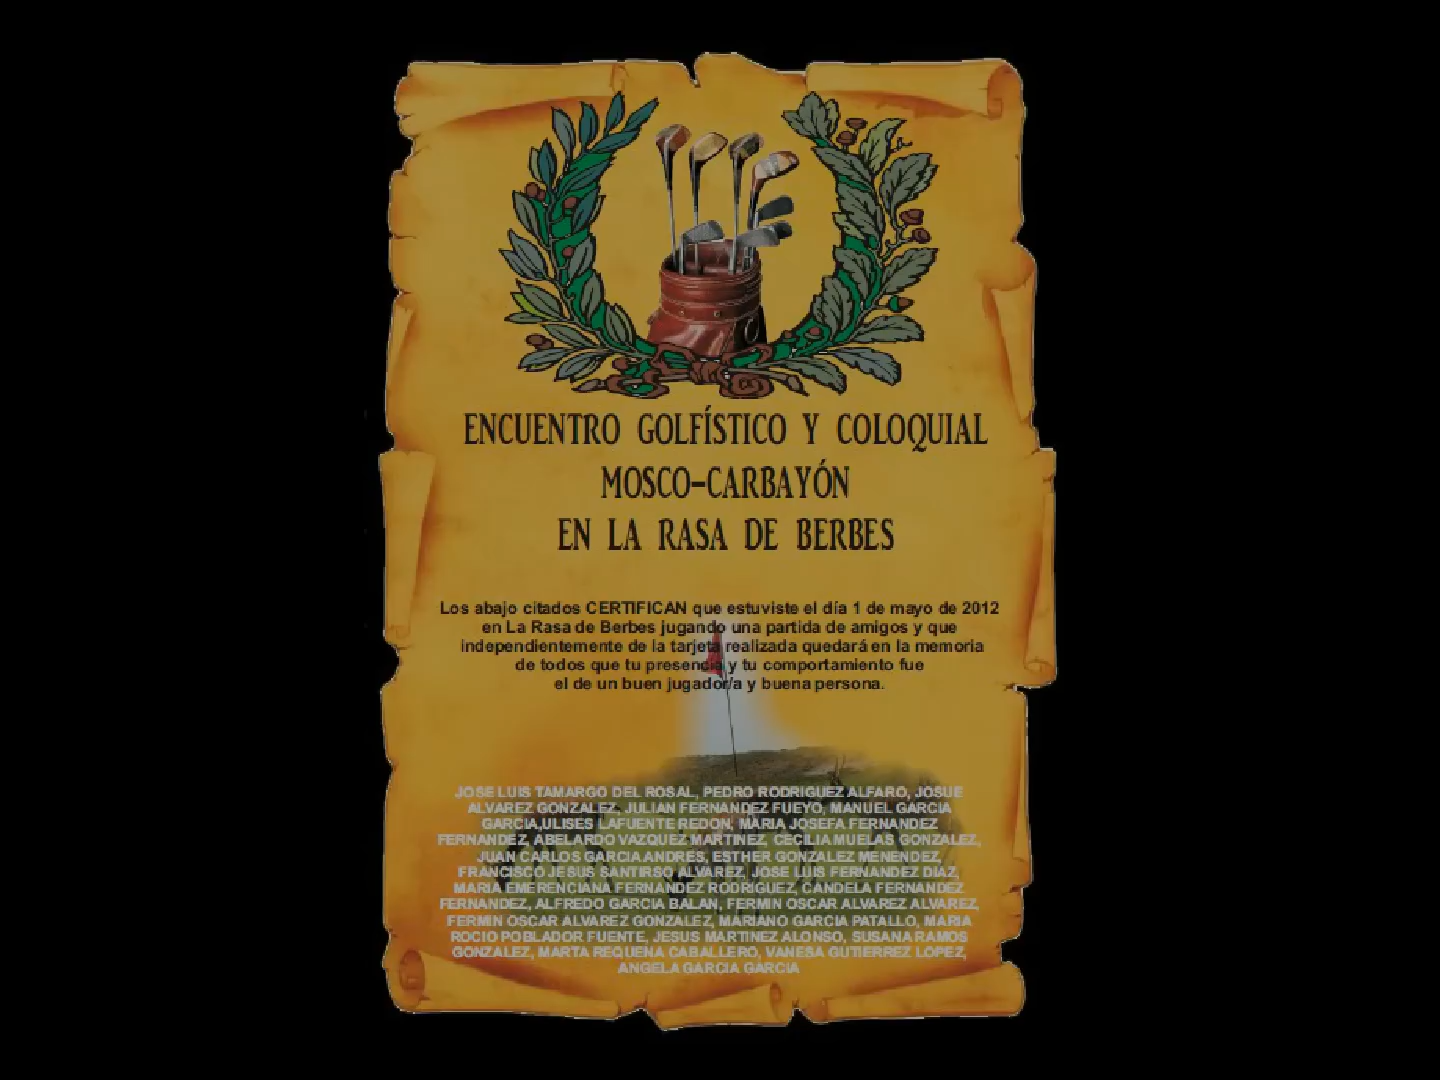 ENCUENTRO GOLFÍSTICO Y COLOQUIAL
MOSCO-CARBAYÓN
EN LA RASA DE BERBES
Los abajo citados CERTIFICAN que estuviste el día 1 de mayo de 2012
en La Rasa de Berbes jugando una partida de amigos y que
independientemente de la tarjeta realizada quedará en la memoria
de todos que tu presencia y tu comportamiento fue
el de un buen jugador/a y buena persona.
JOSE LUIS TAMARGO DEL ROSAL, PEDRO RODRIGUEZ ALFARO, JOSUE
ALVAREZ GONZALEZ, JULIAN FERNANDEZ FUEYO, MANUEL GARCIA
GARCIA,ULISES LAFUENTE REDON, MARIA JOSEFA FERNANDEZ
FERNANDEZ, ABELARDO VAZQUEZ MARTINEZ, CECILIA MUELAS GONZALEZ,
JUAN CARLOS GARCIA ANDRES, ESTHER GONZALEZ MENENDEZ,
FRANCISCO JESUS SANTIRSO ALVAREZ, JOSE LUIS FERNANDEZ DIAZ,
MARIA EMERENCIANA FERNANDEZ RODRIGUEZ, CANDELA FERNANDEZ
FERNANDEZ, ALFREDO GARCIA BALAN, FERMIN OSCAR ALVAREZ ALVAREZ,
FERMIN OSCAR ALVAREZ GONZALEZ, MARIANO GARCIA PATALLO, MARIA
ROCIO POBLADOR FUENTE, JESUS MARTINEZ ALONSO, SUSANA RAMOS
GONZALEZ, MARTA REQUENA CABALLERO, VANESA GUTIERREZ LOPEZ,
ANGELA GARCIA GARCIA